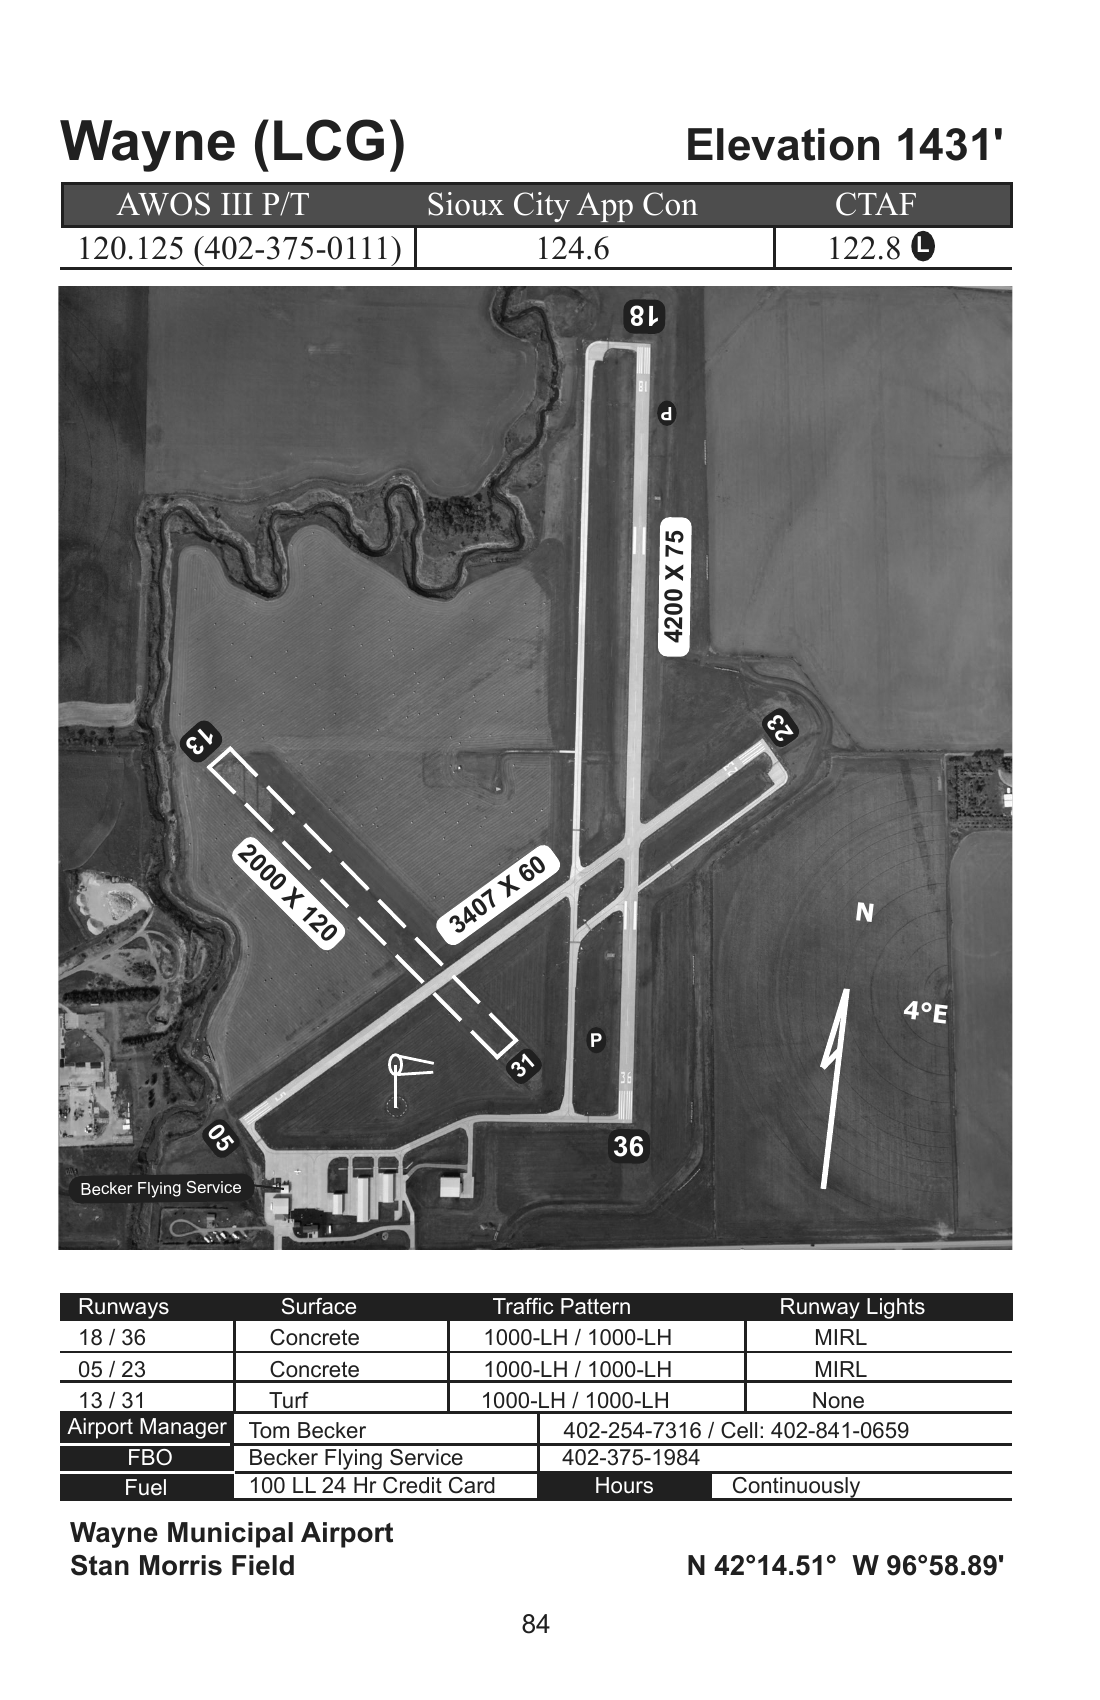 Wayne (LCG) Elevation 1431'
AWOS III P/T Sioux City App Con CTAF
120.125 (402-375-0111) 124.6 122.8 L
18
18
P
4200 X 75
23
13
2000 X 120
3407 X 60
N
4°E
P
31
36
05
36
Becker Flying Service
Runways Surface Traffic Pattern Runway Lights
18 / 36 Concrete 1000-LH / 1000-LH MIRL
05 / 23 Concrete 1000-LH / 1000-LH MIRL
13 / 31 Turf 1000-LH / 1000-LH None
Airport Manager Tom Becker 402-254-7316 / Cell: 402-841-0659
FBO Becker Flying Service 402-375-1984
Fuel 100 LL 24 Hr Credit Card Hours Continuously
Wayne Municipal Airport
Stan Morris Field N 42°14.51° W 96°58.89'
84